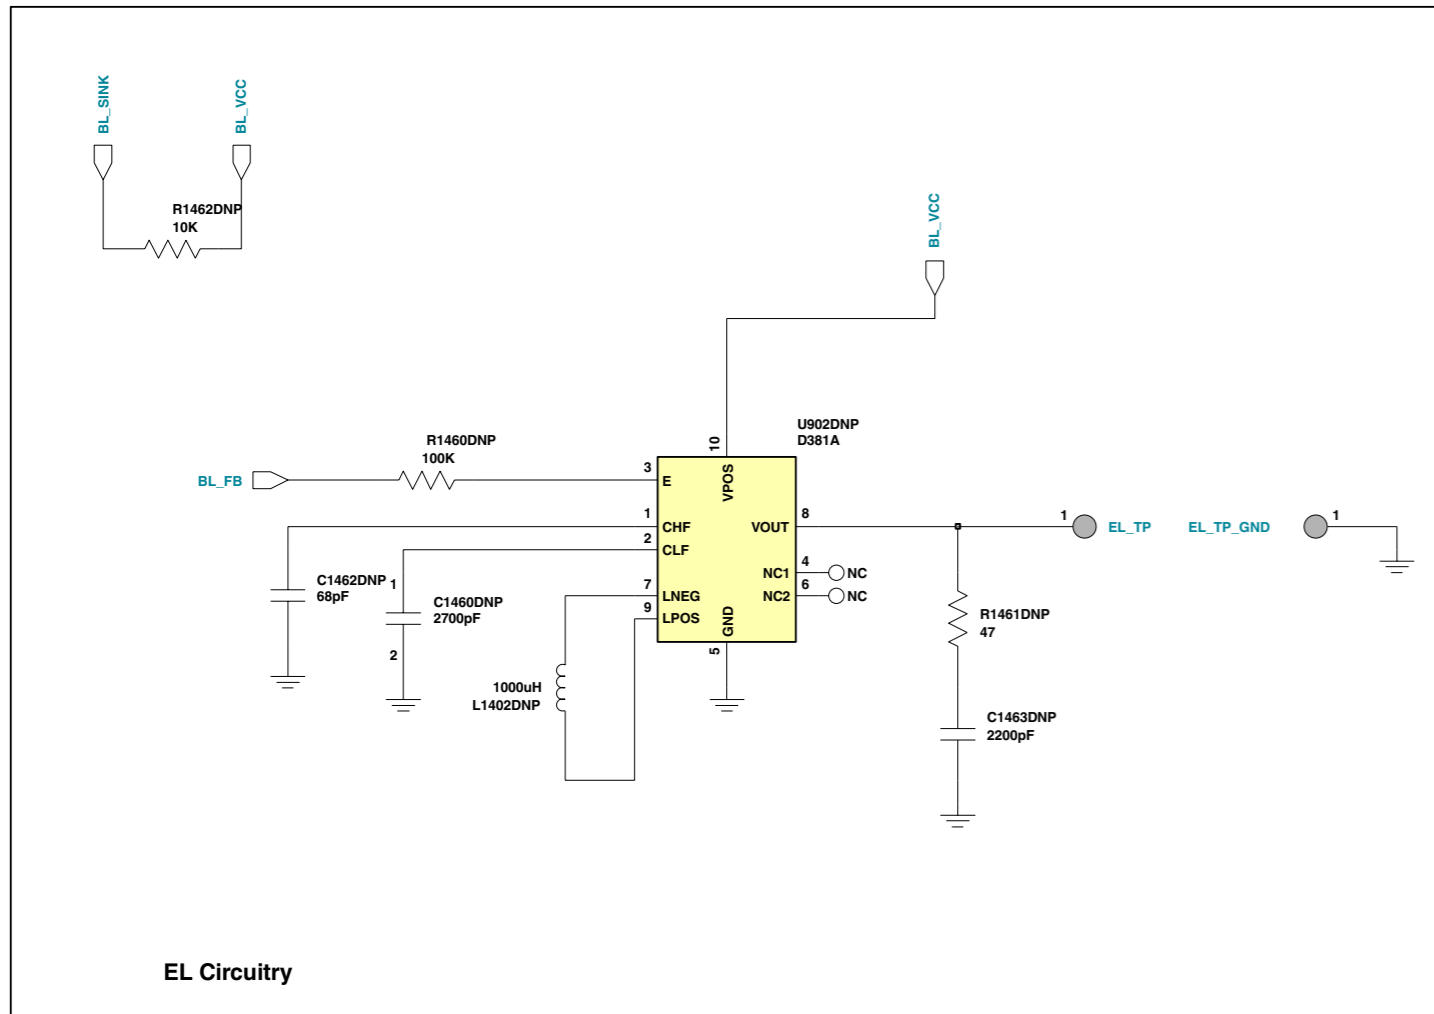 BL_SINK
BL_VCC
R1462DNP
10K
BL_VCC
U902DNP
D381A
R1460DNP
100K
BL_FB
3
E
10
VPOS
1
CHF
2
CLF
VOUT
8
1
EL_TP
EL_TP_GND
1
C1462DNP
68pF
1
C1460DNP
2700pF
2
7
LNEG
9
LPOS
NC1
4
NC
NC2
6
NC
GND
5
R1461DNP
47
1000uH
L1402DNP
C1463DNP
2200pF
EL Circuitry